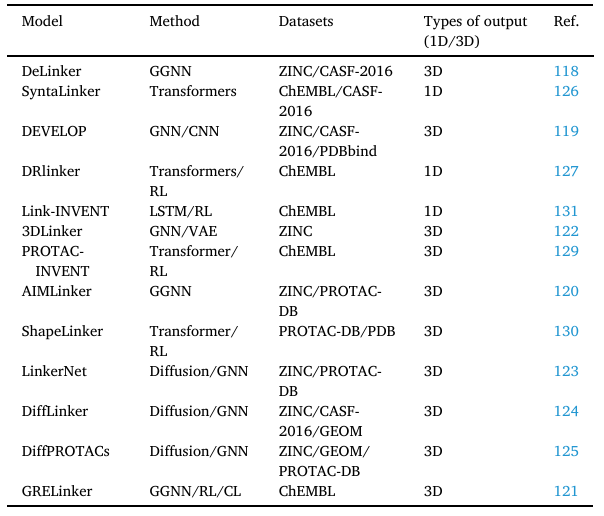 Model Method Datasets Types of output Ref.
(1D/3D)
DeLinker GGNN ZINC/CASF-2016 3D 118
SyntaLinker Transformers ChEMBL/CASF- 1D 126
2016
DEVELOP GNN/CNN ZINC/CASF- 3D 119
2016/PDBbind
DRlinker Transformers/ ChEMBL 1D 127
RL
Link-INVENT LSTM/RL ChEMBL 1D 131
3DLinker GNN/VAE ZINC 3D 122
PROTAC- Transformer/ ChEMBL 3D 129
INVENT RL
AIMLinker GGNN ZINC/PROTAC- 3D 120
DB
ShapeLinker Transformer/ PROTAC-DB/PDB 3D 130
RL
LinkerNet Diffusion/GNN ZINC/PROTAC- 3D 123
DB
DiffLinker Diffusion/GNN ZINC/CASF- 3D 124
2016/GEOM
DiffPROTACs Diffusion/GNN ZINC/GEOM/ 3D 125
PROTAC-DB
GRELinker GGNN/RL/CL ChEMBL 3D 121